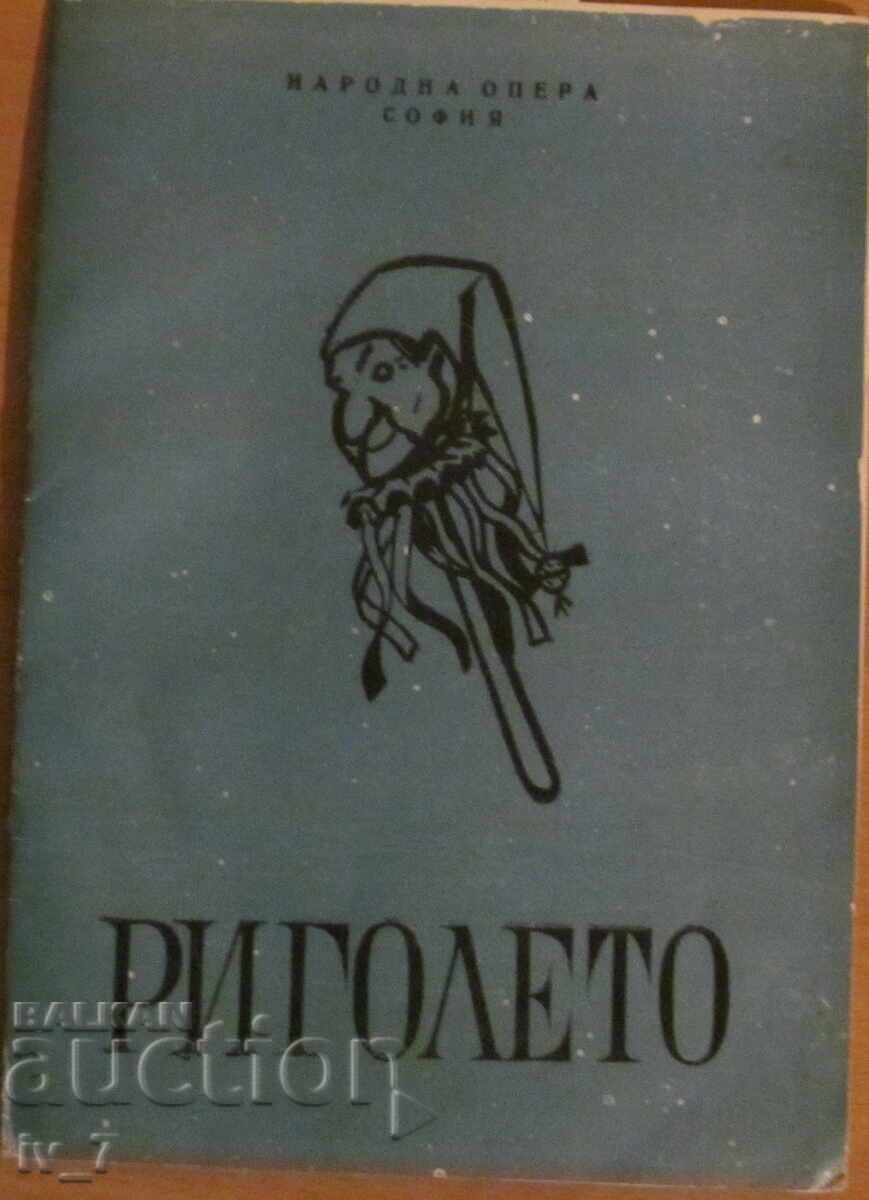 НАРОДНА ОПЕРА
СОФИЯ
РИГОЛЕТО
BALKAN
auction
iv_7